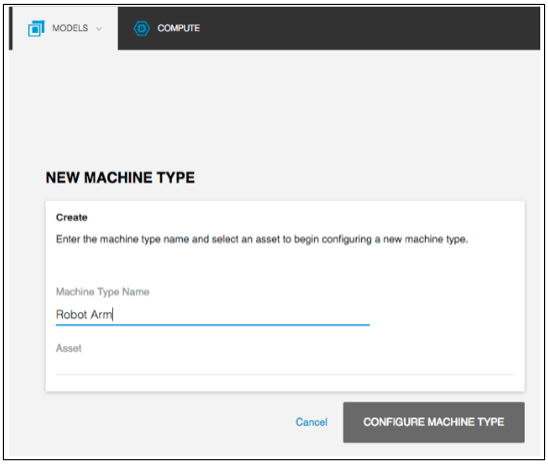 MODELS
COMPUTE
NEW MACHINE TYPE
Create
Enter the machine type name and select an asset to begin configuring a new machine type.
Machine Type Name
Robot Arm
Asset
Cancel
CONFIGURE MACHINE TYPE